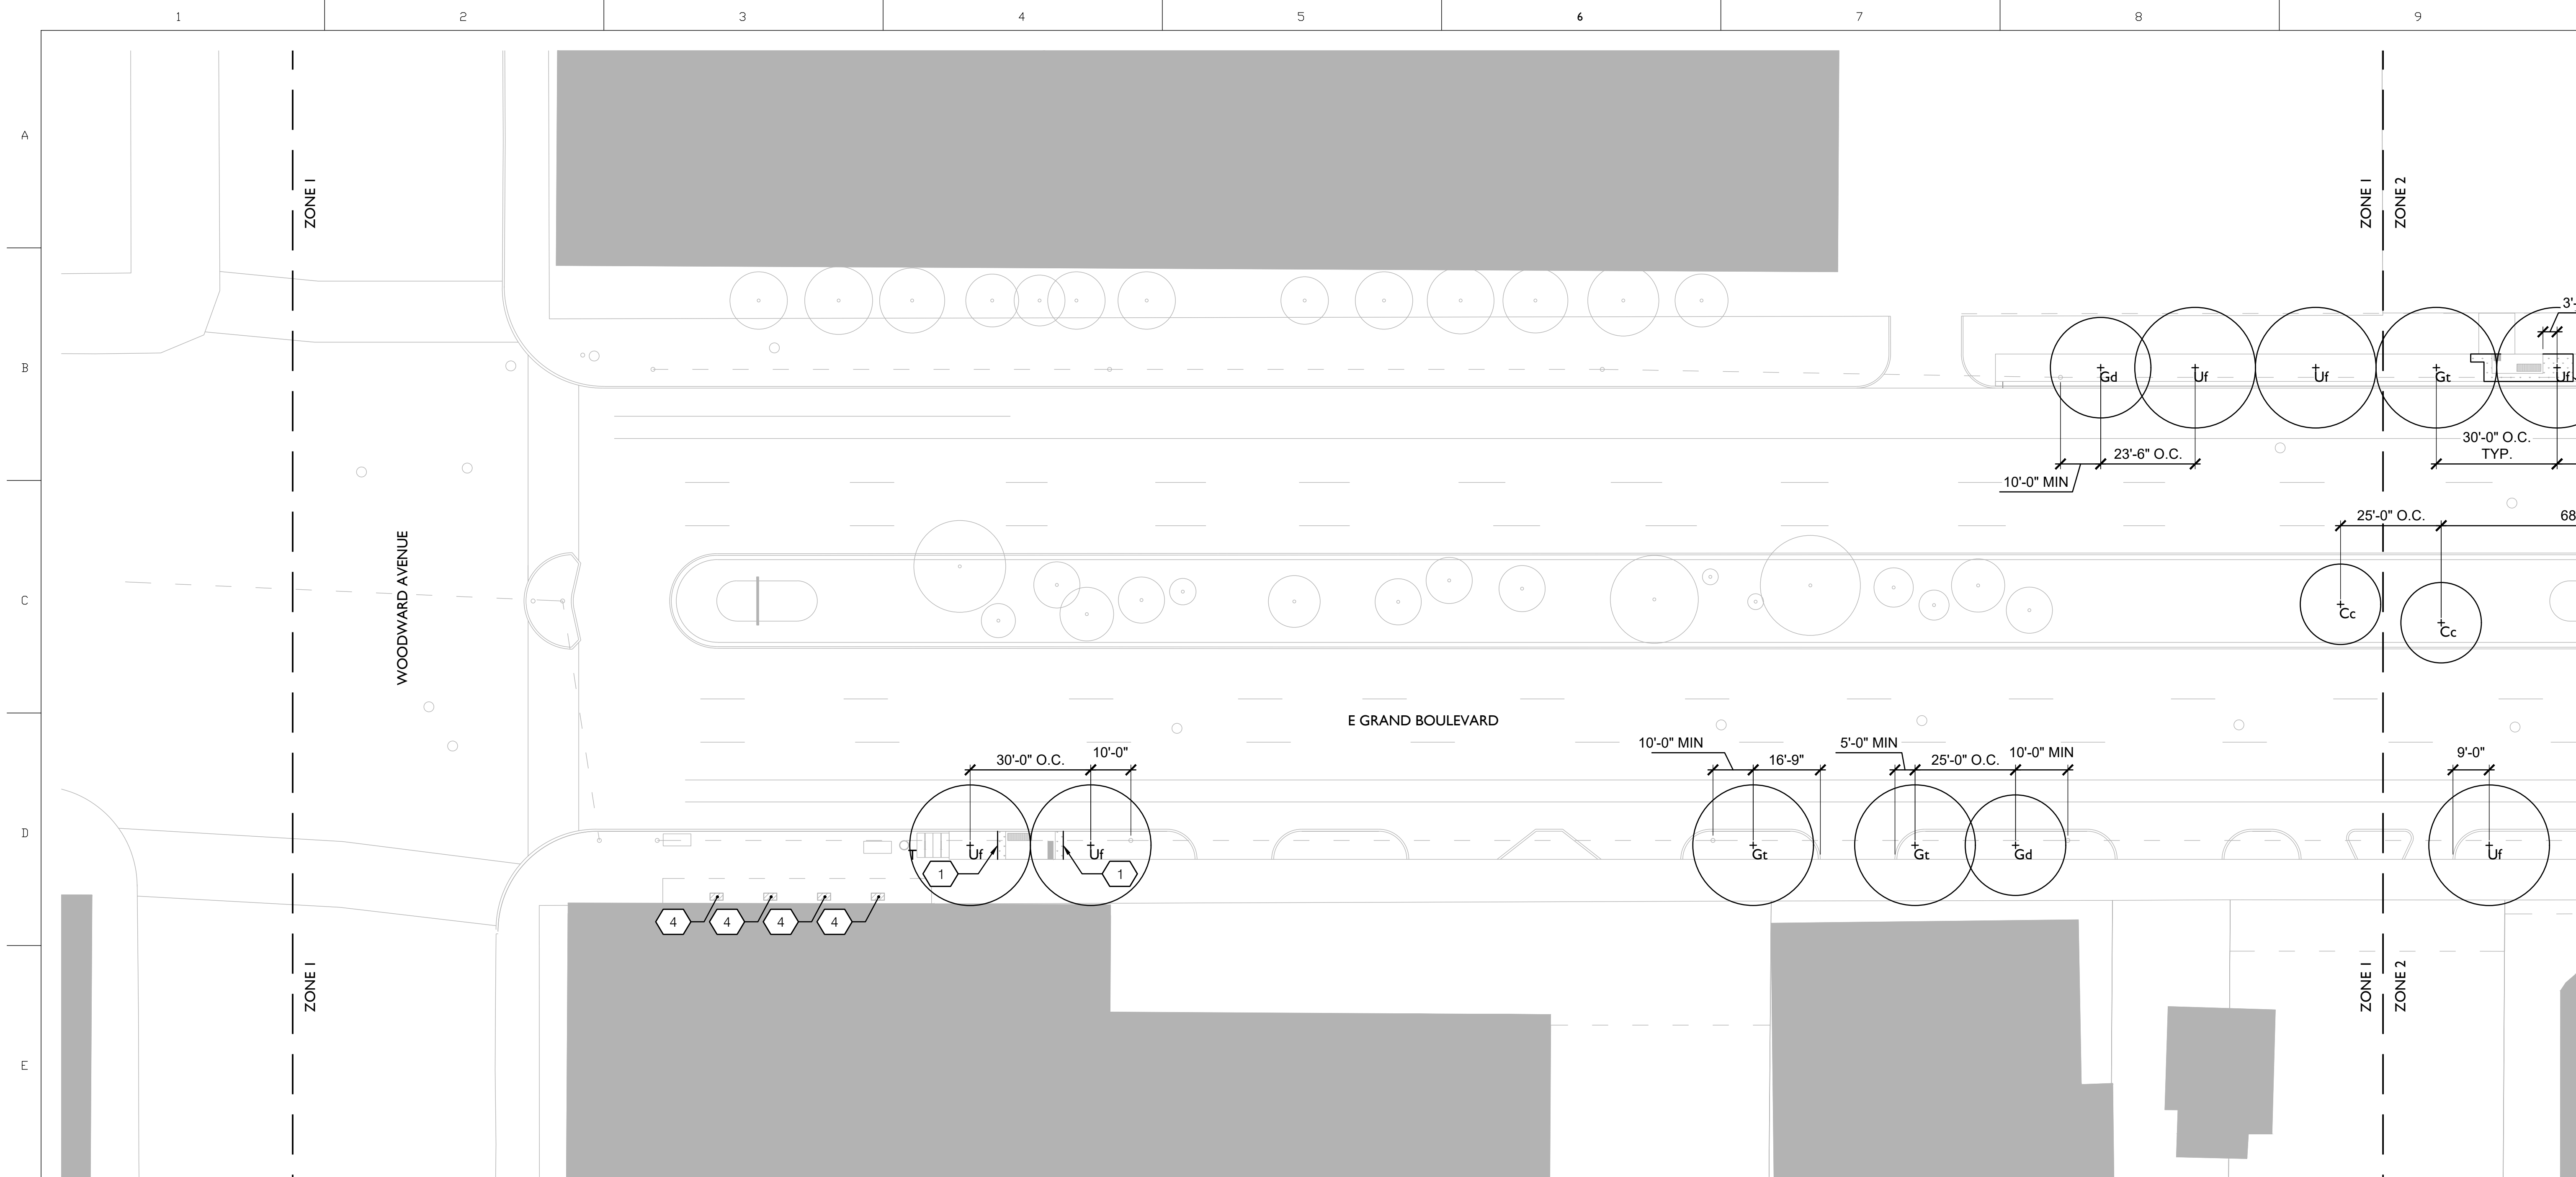 1 2 3 4 5 6 7 8 9
A
ZONE 1
ZONE 1
ZONE 2
3'-
B
Gd Uf Uf Gt Uf
30'-0" O.C.
TYP.
23'-6" O.C.
10'-0" MIN
25'-0" O.C.
68
WOODWARD AVENUE
C
Cc
Cc
E GRAND BOULEVARD
30'-0" O.C.
10'-0"
10'-0" MIN
16'-9"
5'-0" MIN
25'-0" O.C.
10'-0" MIN
9'-0"
D
T
Uf Uf Gt Gt Gd Uf
1 1
4 4 4 4
ZONE 1
ZONE 1
ZONE 2
E